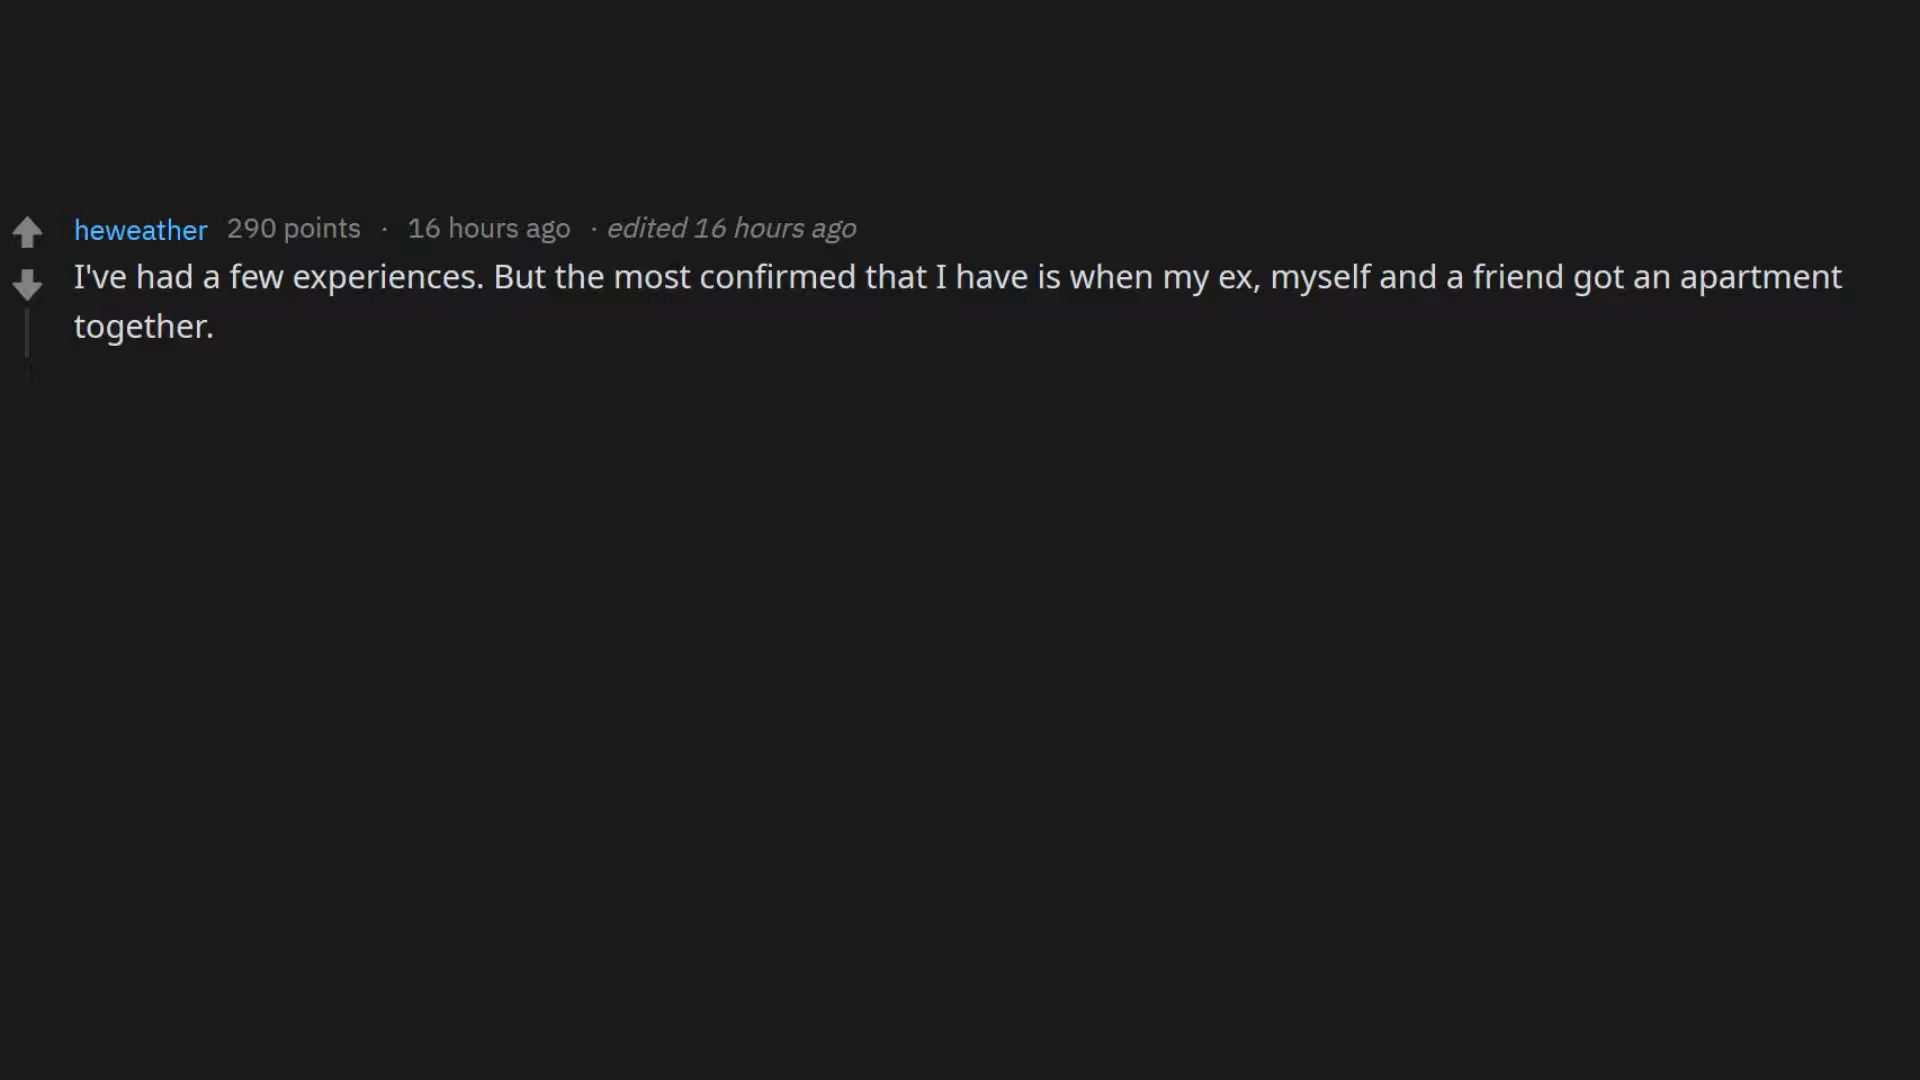 heweather 290 points · 16 hours ago · edited 16 hours ago
I've had a few experiences. But the most confirmed that I have is when my ex, myself and a friend got an apartment
together.